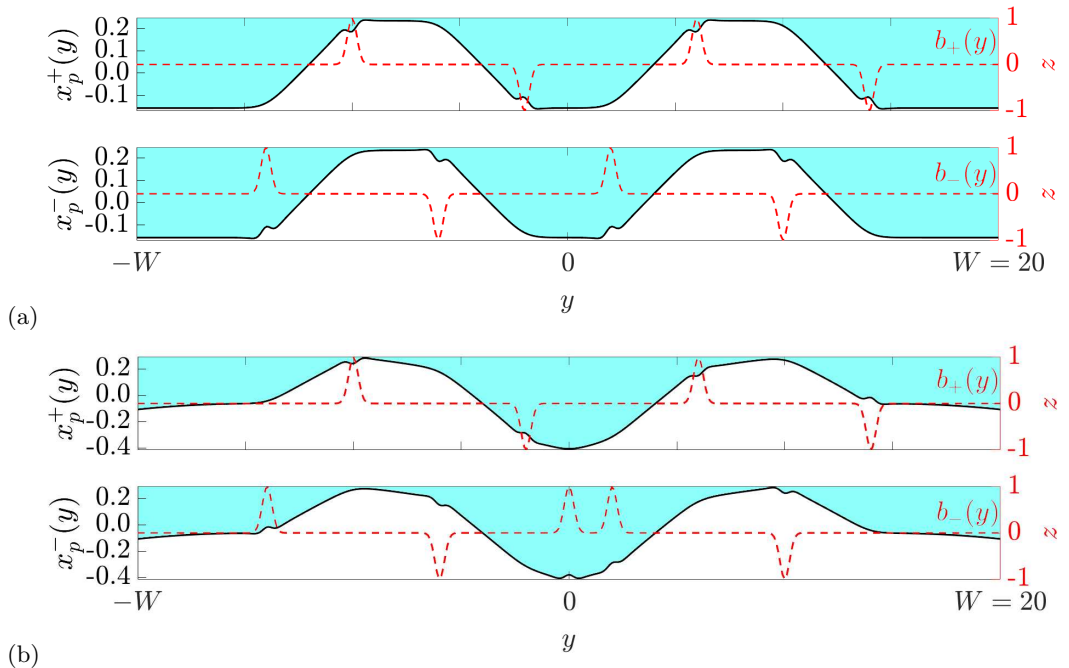 x_p^+(y)
0.2
0.1
0.0
-0.1
b_+(y)
1
0
-1
z
x_p^-(y)
0.2
0.1
0.0
-0.1
b_-(y)
1
0
-1
z
−W
0
W = 20
y
(a)
x_p^+(y)
0.2
0.0
-0.2
-0.4
b_+(y)
1
0
-1
z
x_p^-(y)
0.2
0.0
-0.2
-0.4
b_-(y)
1
0
-1
z
−W
0
W = 20
y
(b)